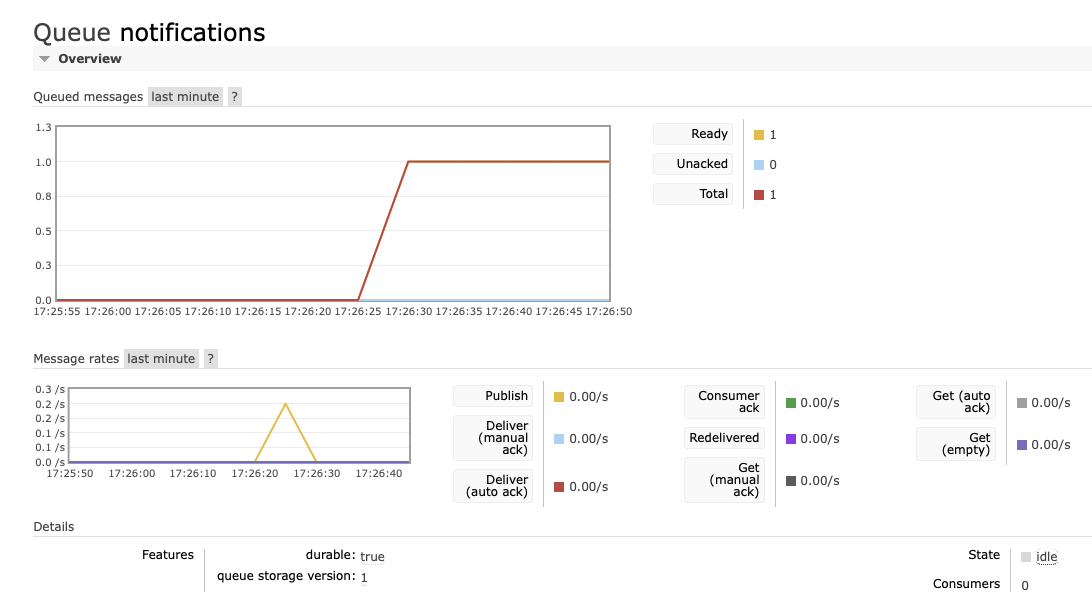 Queue notifications
Overview
Queued messages last minute ?
1.3
1.0
0.8
0.5
0.3
0.0
17:25:55 17:26:00 17:26:05 17:26:10 17:26:15 17:26:20 17:26:25 17:26:30 17:26:35 17:26:40 17:26:45 17:26:50
Ready 1
Unacked 0
Total 1
Message rates last minute ?
0.3 /s
0.2 /s
0.2 /s
0.1 /s
0.1 /s
0.0 /s
17:25:50 17:26:00 17:26:10 17:26:20 17:26:30 17:26:40
Publish 0.00/s
Deliver
(manual
ack) 0.00/s
Deliver
(auto ack) 0.00/s
Consumer
ack 0.00/s
Redelivered 0.00/s
Get
(manual
ack) 0.00/s
Get (auto
ack) 0.00/s
Get
(empty) 0.00/s
Details
Features durable: true
queue storage version: 1
State idle
Consumers 0